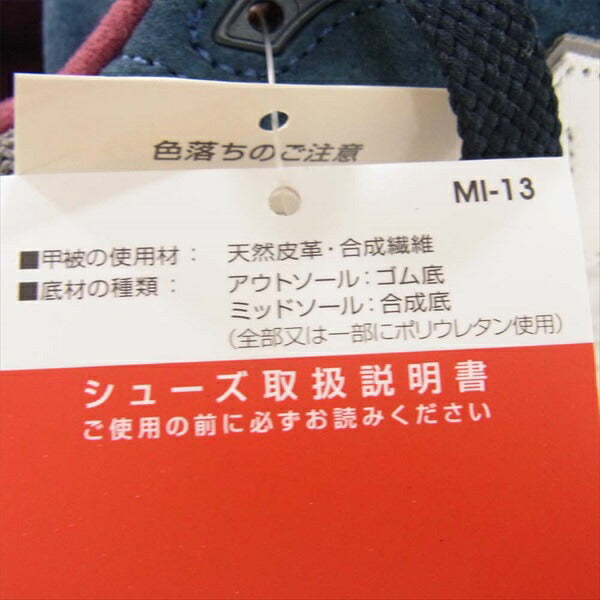 色落ちのご注意
MI-13
■甲被の使用材： 天然皮革・合成繊維
■底材の種類： アウトソール：ゴム底
ミッドソール：合成底
（全部又は一部にポリウレタン使用）
シューズ取扱説明書
ご使用の前に必ずお読みください